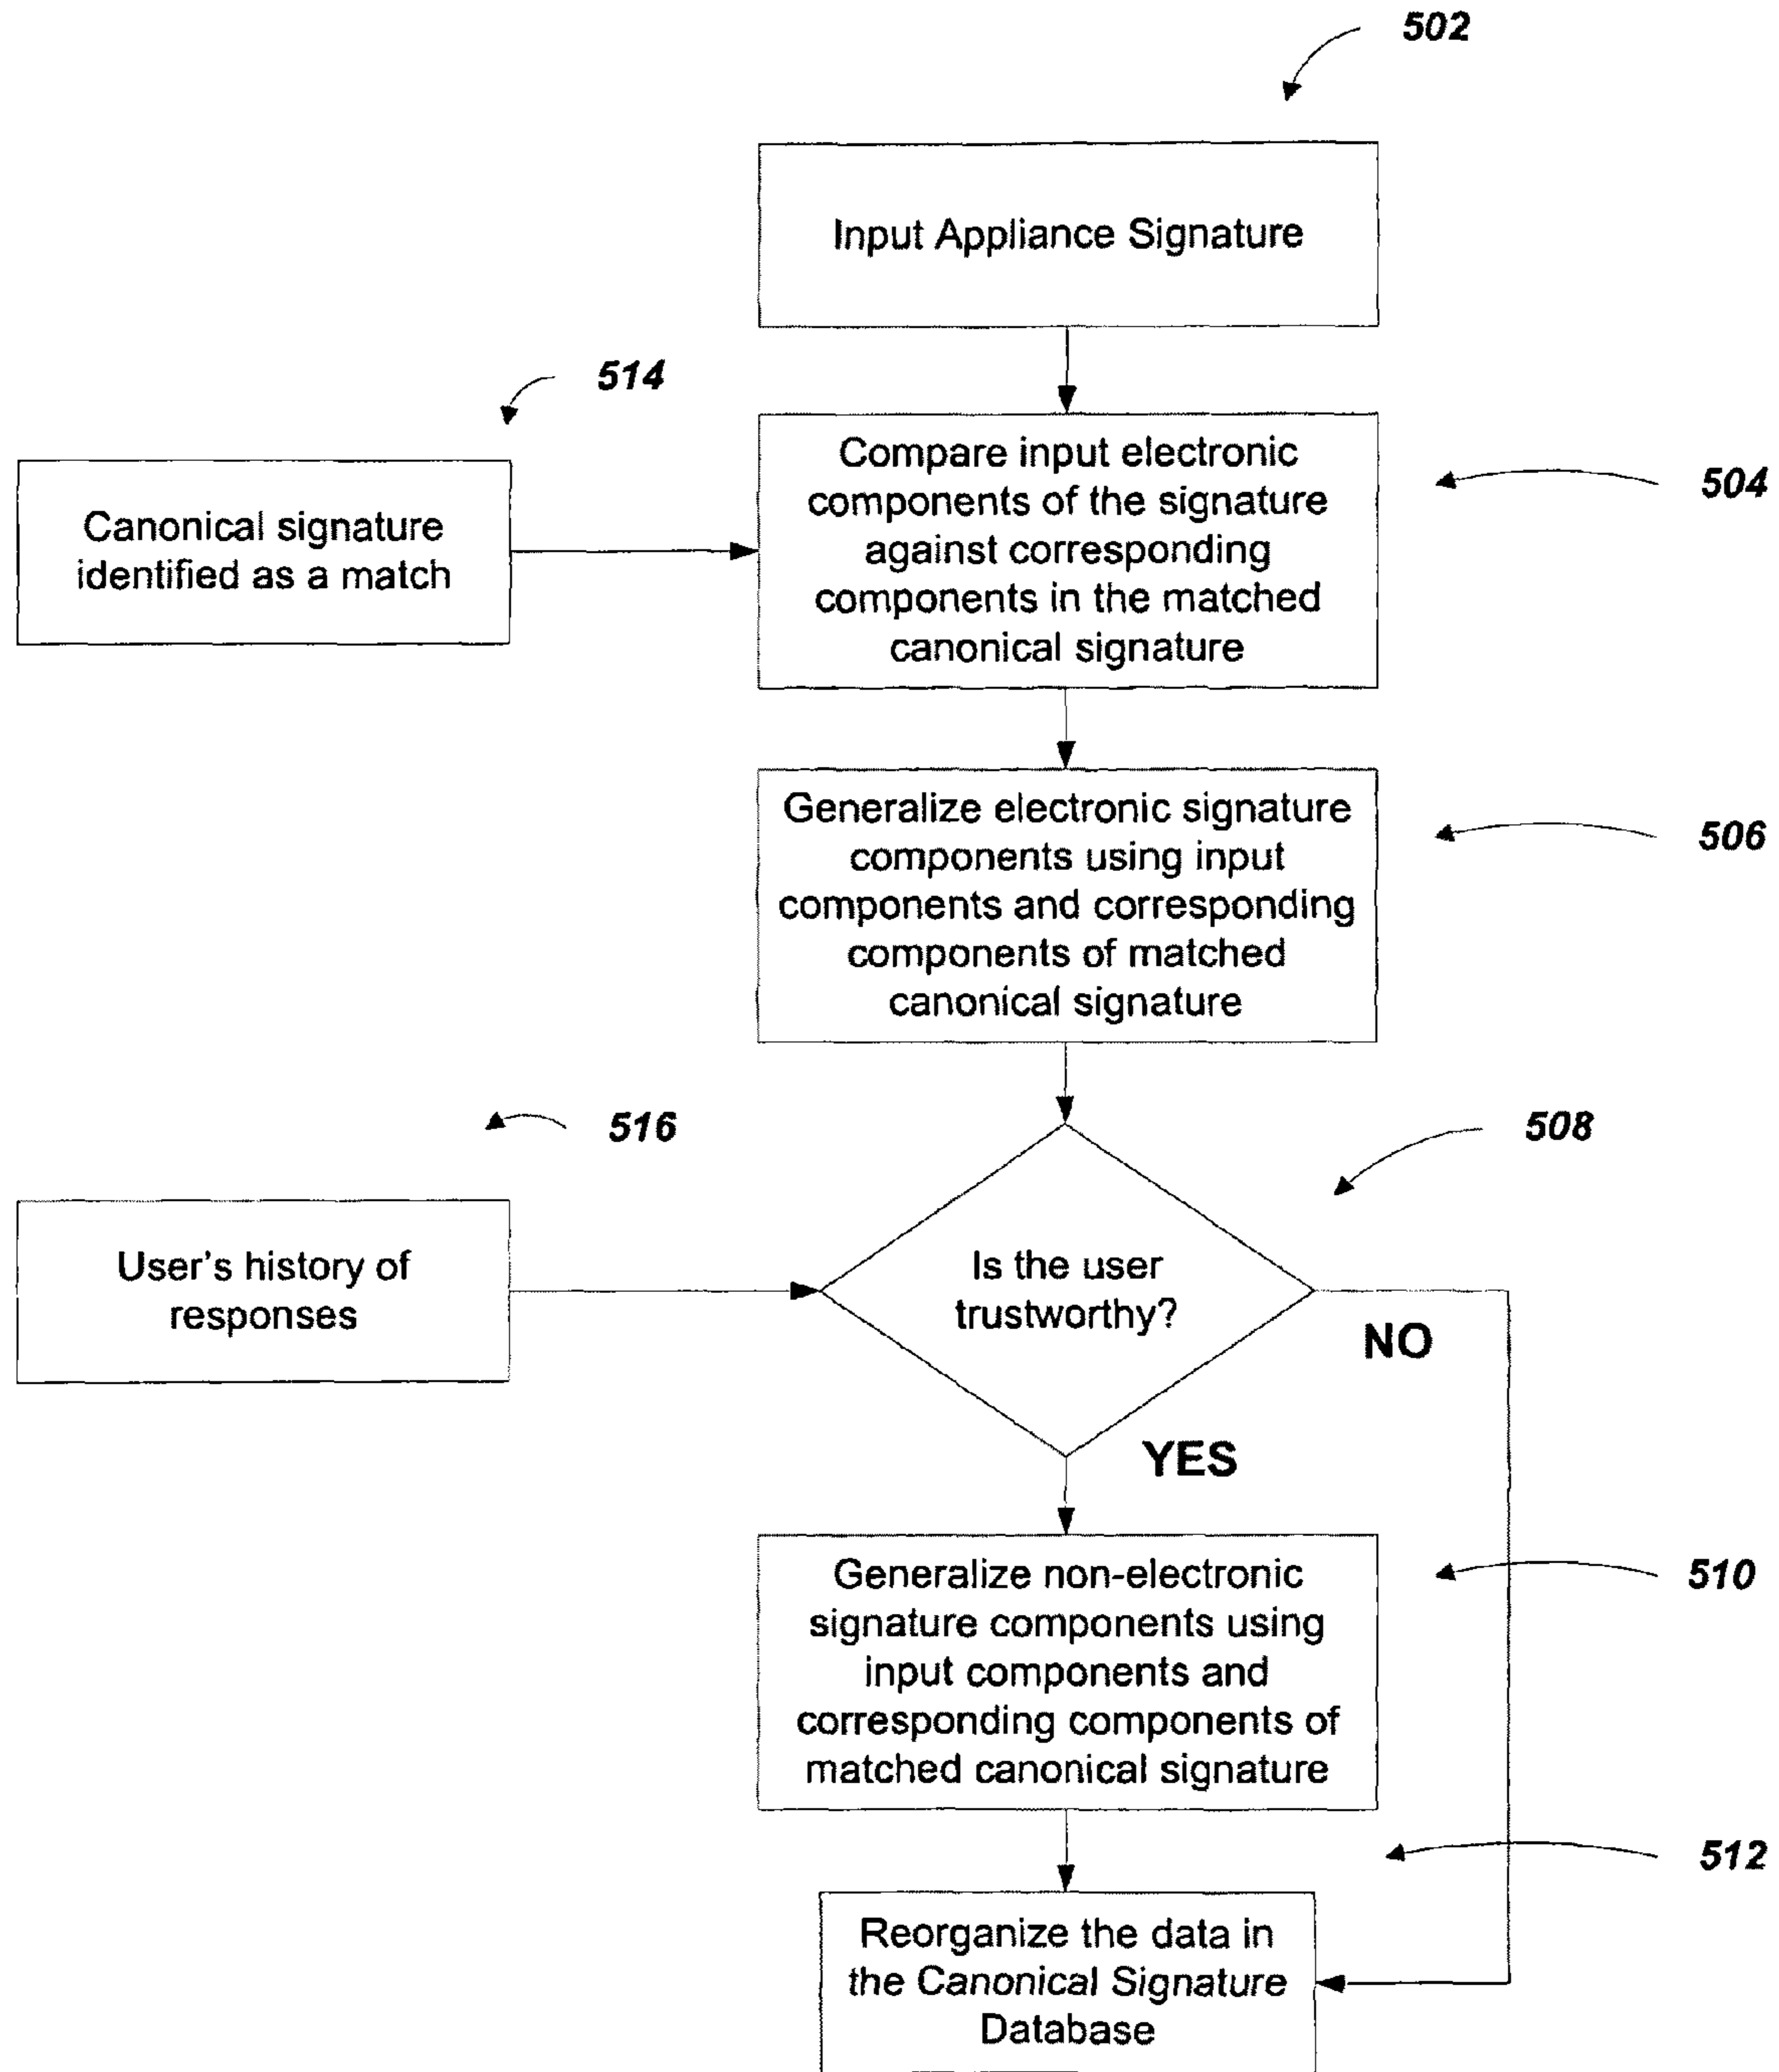 502
Input Appliance Signature
514
Canonical signature
identified as a match
Compare input electronic
components of the signature
against corresponding
components in the matched
canonical signature
504
Generalize electronic signature
components using input
components and corresponding
components of matched
canonical signature
506
516
User's history of
responses
508
Is the user
trustworthy?
NO
YES
Generalize non-electronic
signature components using
input components and
corresponding components of
matched canonical signature
510
512
Reorganize the data in
the Canonical Signature
Database